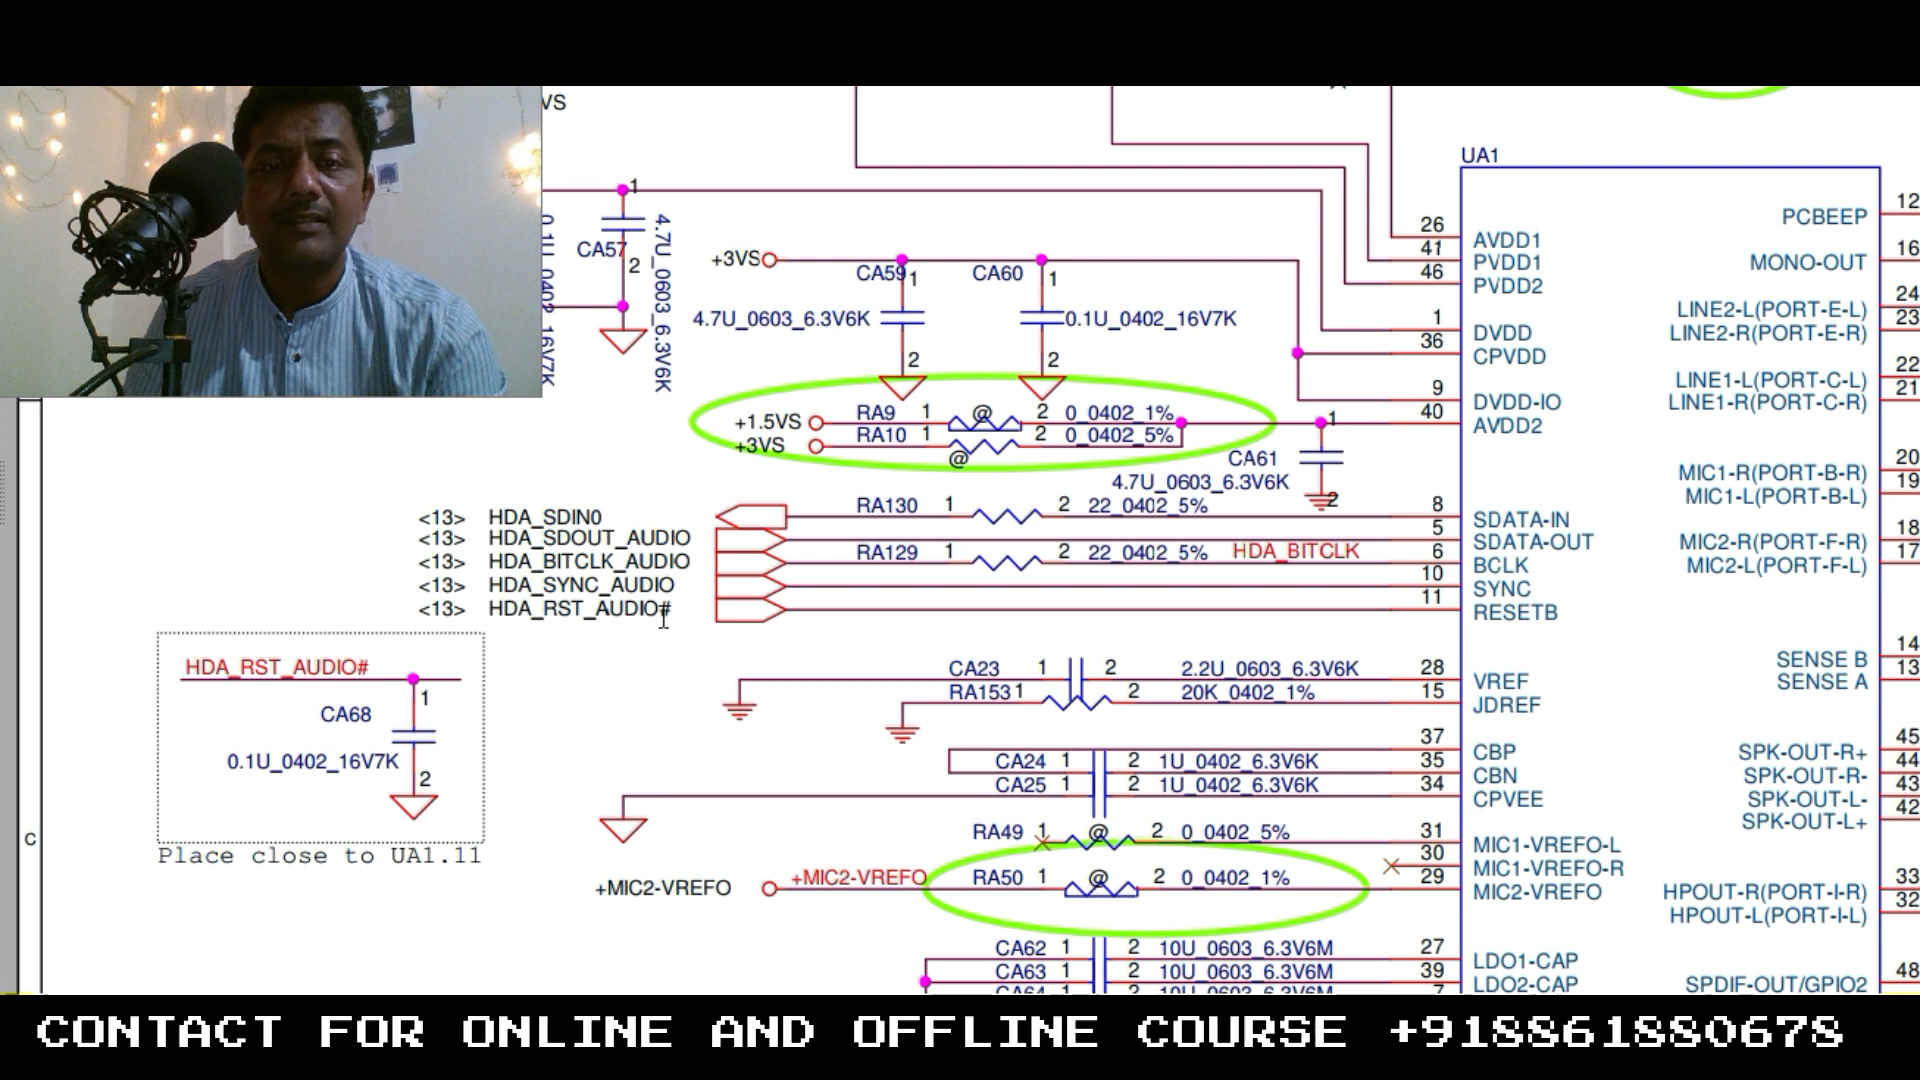 VS
UA1
1
CA57
2
4.7U_0603_6.3V6K
0.1U_0402_16V7K
+3VS
CA59 1
CA60 1
4.7U_0603_6.3V6K
0.1U_0402_16V7K
2
2
+1.5VS RA9 1 @ 2 0_0402_1%
+3VS RA10 1 @ 2 0_0402_5%
1
CA61
4.7U_0603_6.3V6K
2
<13> HDA_SDIN0 RA130 1 2 22_0402_5%
<13> HDA_SDOUT_AUDIO
<13> HDA_BITCLK_AUDIO RA129 1 2 22_0402_5% HDA_BITCLK
<13> HDA_SYNC_AUDIO
<13> HDA_RST_AUDIO#
HDA_RST_AUDIO#
1
CA68
0.1U_0402_16V7K
2
Place close to UA1.11
C
CA23 1 2 2.2U_0603_6.3V6K
RA153 1 2 20K_0402_1%
CA24 1 2 1U_0402_6.3V6K
CA25 1 2 1U_0402_6.3V6K
RA49 1 @ 2 0_0402_5%
+MIC2-VREFO +MIC2-VREFO RA50 1 @ 2 0_0402_1%
CA62 1 2 10U_0603_6.3V6M
CA63 1 2 10U_0603_6.3V6M
CA64 1 2 10U_0603_6.3V6M
26 AVDD1
41 PVDD1
46 PVDD2
1 DVDD
36 CPVDD
9 DVDD-IO
40 AVDD2
8 SDATA-IN
5 SDATA-OUT
6 BCLK
10 SYNC
11 RESETB
28 VREF
15 JDREF
37 CBP
35 CBN
34 CPVEE
31 MIC1-VREFO-L
30 MIC1-VREFO-R
29 MIC2-VREFO
27 LDO1-CAP
39 LDO2-CAP
7
PCBEEP 12
MONO-OUT 16
LINE2-L(PORT-E-L) 24
LINE2-R(PORT-E-R) 23
LINE1-L(PORT-C-L) 22
LINE1-R(PORT-C-R) 21
MIC1-R(PORT-B-R) 20
MIC1-L(PORT-B-L) 19
MIC2-R(PORT-F-R) 18
MIC2-L(PORT-F-L) 17
SENSE B 14
SENSE A 13
SPK-OUT-R+ 45
SPK-OUT-R- 44
SPK-OUT-L- 43
SPK-OUT-L+ 42
HPOUT-R(PORT-I-R) 33
HPOUT-L(PORT-I-L) 32
SPDIF-OUT/GPIO2 48
CONTACT FOR ONLINE AND OFFLINE COURSE +918861880678